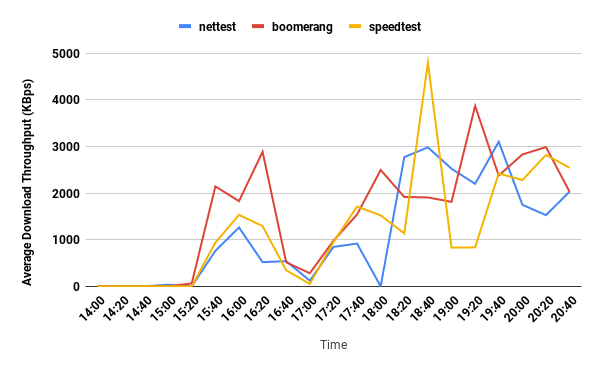 nettest boomerang speedtest
Average Download Throughput (KBps)
5000
4000
3000
2000
1000
0
14:00 14:20 14:40 15:00 15:20 15:40 16:00 16:20 16:40 17:00 17:20 17:40 18:00 18:20 18:40 19:00 19:20 19:40 20:00 20:20 20:40
Time